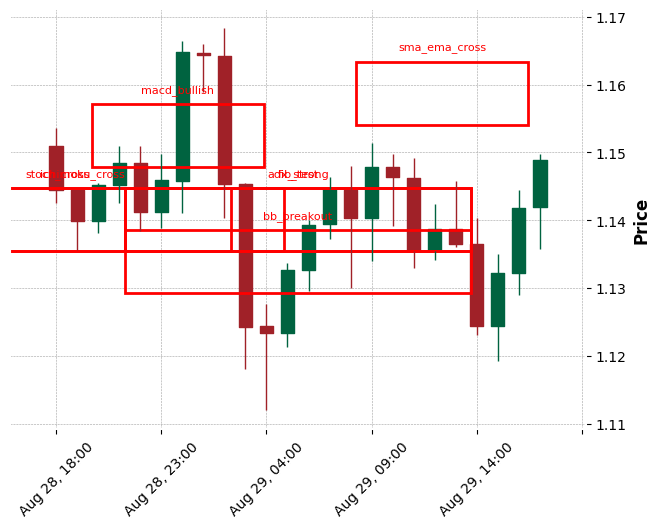 1.17
sma_ema_cross
1.16
macd_bullish
1.15
adx_strong
1.14
bb_breakout
1.13
1.12
1.11
Price
Aug 28, 18:00
Aug 28, 23:00
Aug 29, 04:00
Aug 29, 09:00
Aug 29, 14:00